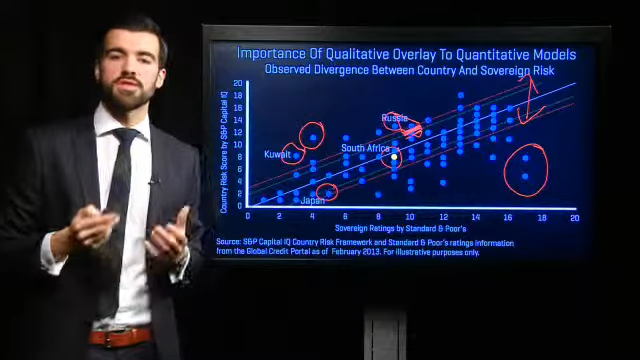 Importance Of Qualitative Overlay To Quantitative Models
Observed Divergence Between Country And Sovereign Risk
Country Risk Score by S&P Capital IQ
20
18
16
14
12
10
8
6
4
2
0
Russia
Kuwait
South Africa
Japan
0 2 4 6 8 10 12 14 16 18 20
Sovereign Ratings by Standard & Poor's
Source: S&P Capital IQ Country Risk Framework and Standard & Poor's ratings information
from the Global Credit Portal as of February 2013. For illustrative purposes only.